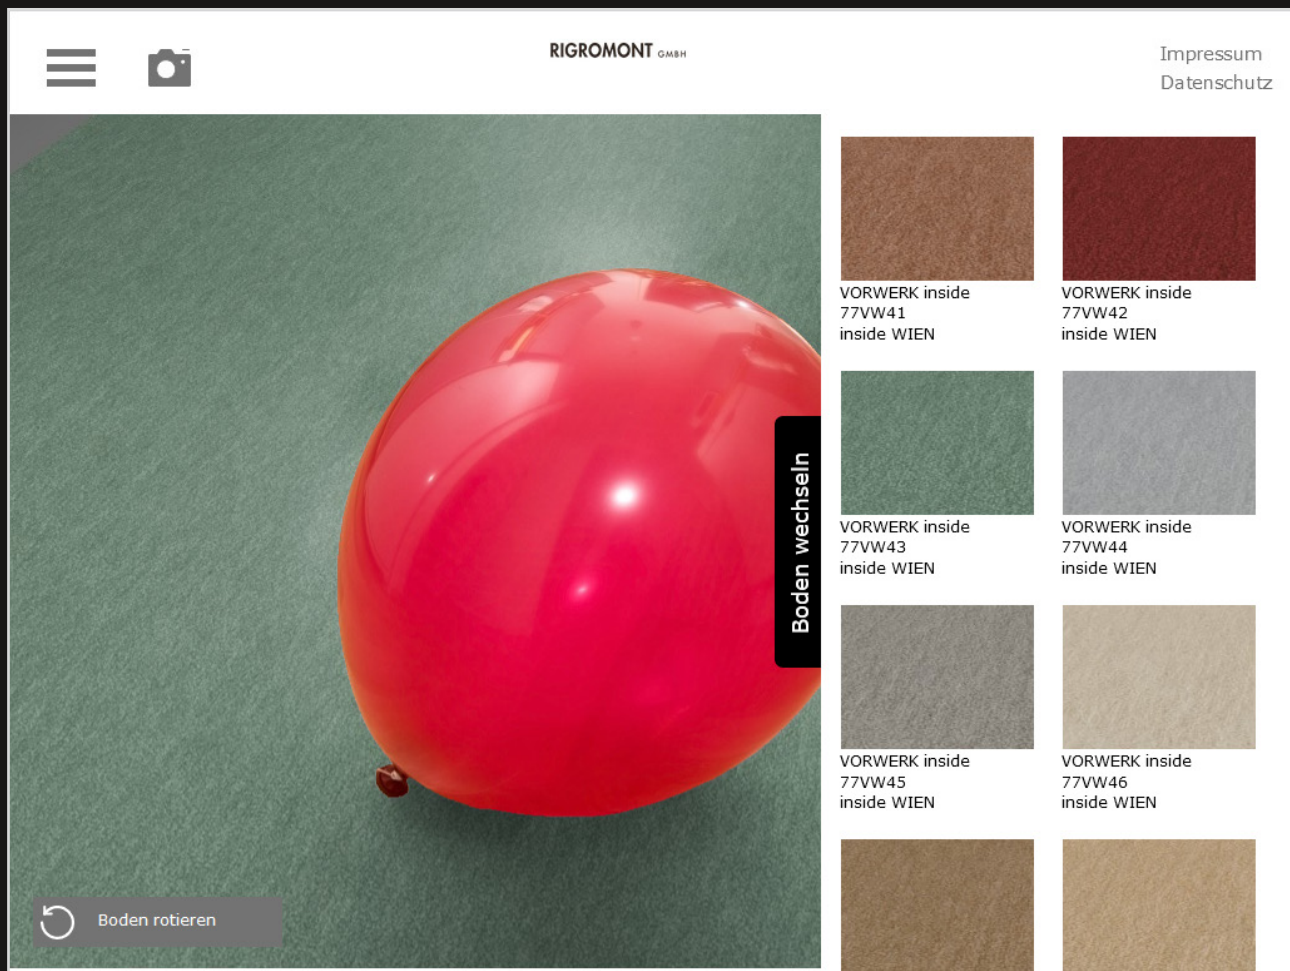 RIGROMONT GMBH
Impressum
Datenschutz
VORWERK inside
77VW41
inside WIEN
VORWERK inside
77VW42
inside WIEN
VORWERK inside
77VW43
inside WIEN
VORWERK inside
77VW44
inside WIEN
Boden wechseln
VORWERK inside
77VW45
inside WIEN
VORWERK inside
77VW46
inside WIEN
Boden rotieren